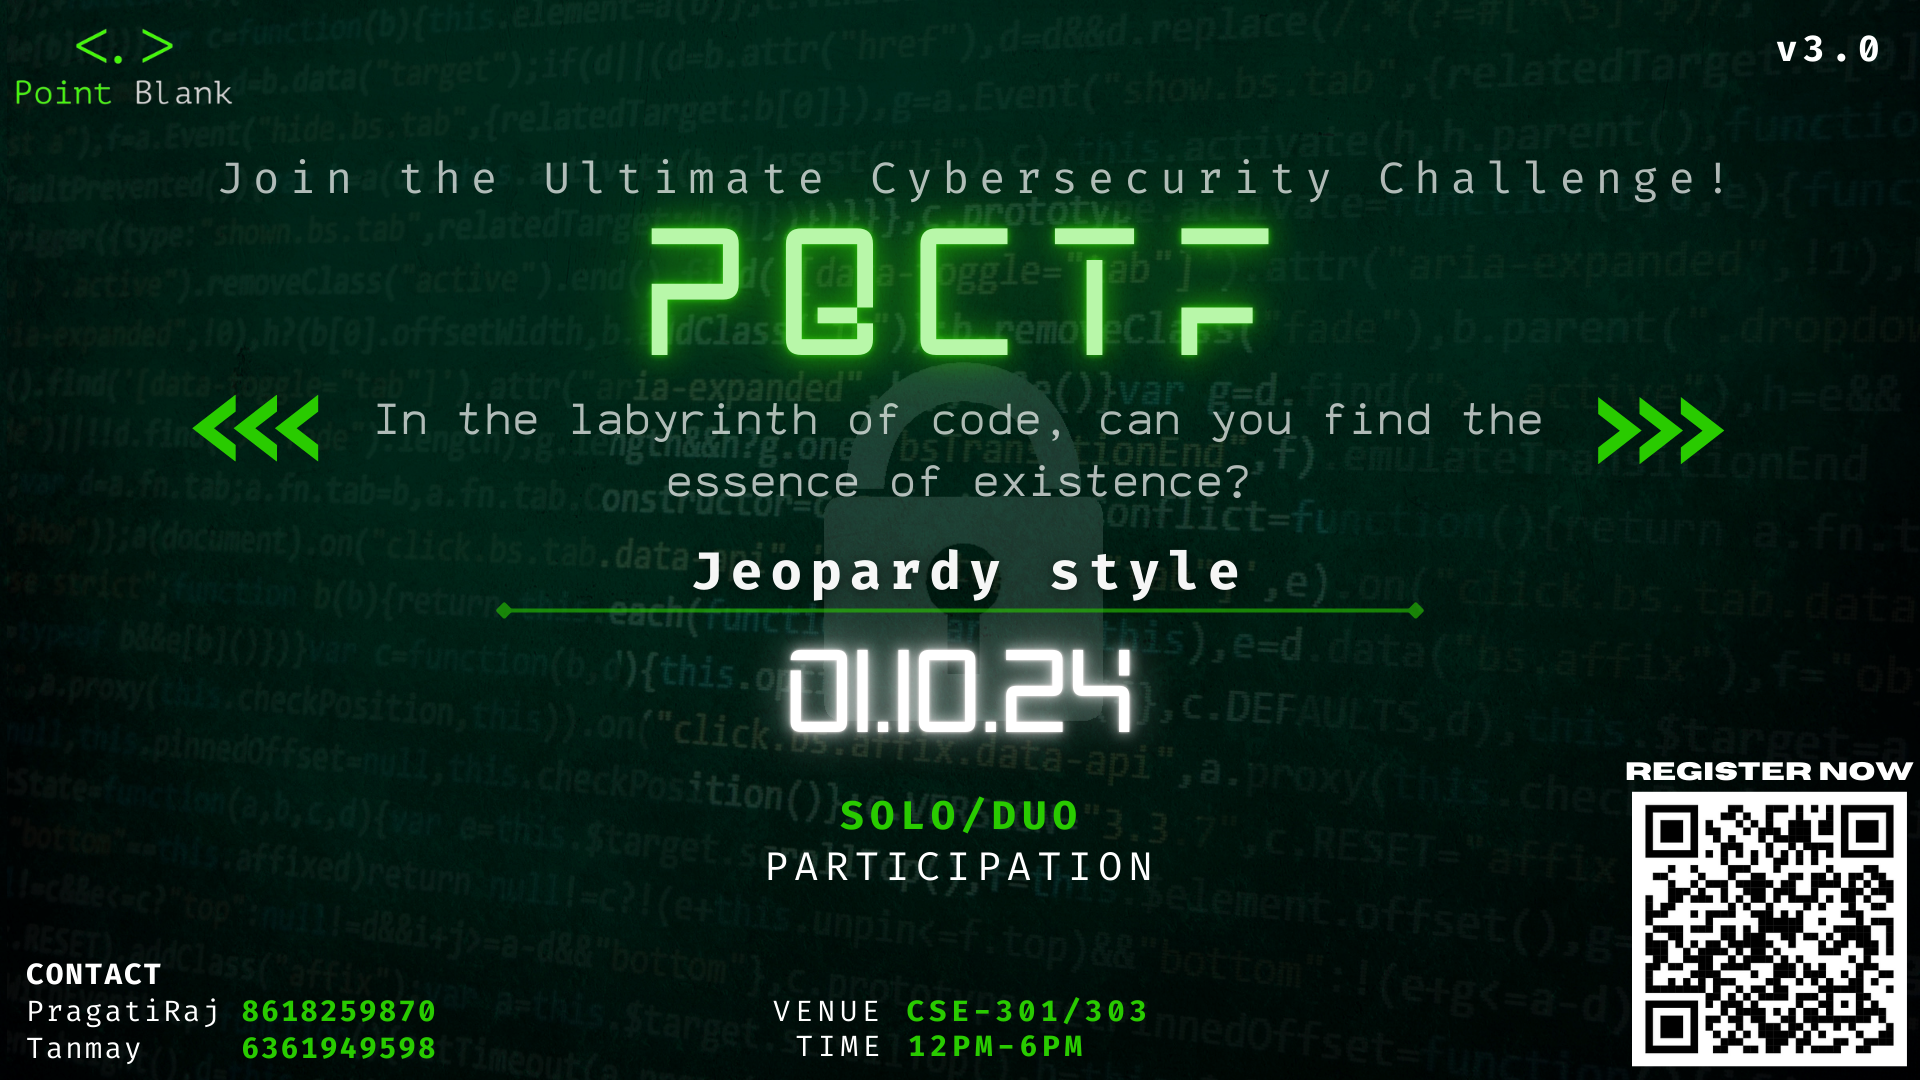 <.>
Point Blank
v3.0
Join the Ultimate Cybersecurity Challenge!
PBCTF
In the labyrinth of code, can you find the
essence of existence?
Jeopardy style
01.10.24
SOLO/DUO
PARTICIPATION
REGISTER NOW
CONTACT
PragatiRaj 8618259870
Tanmay 6361949598
VENUE CSE-301/303
TIME 12PM-6PM